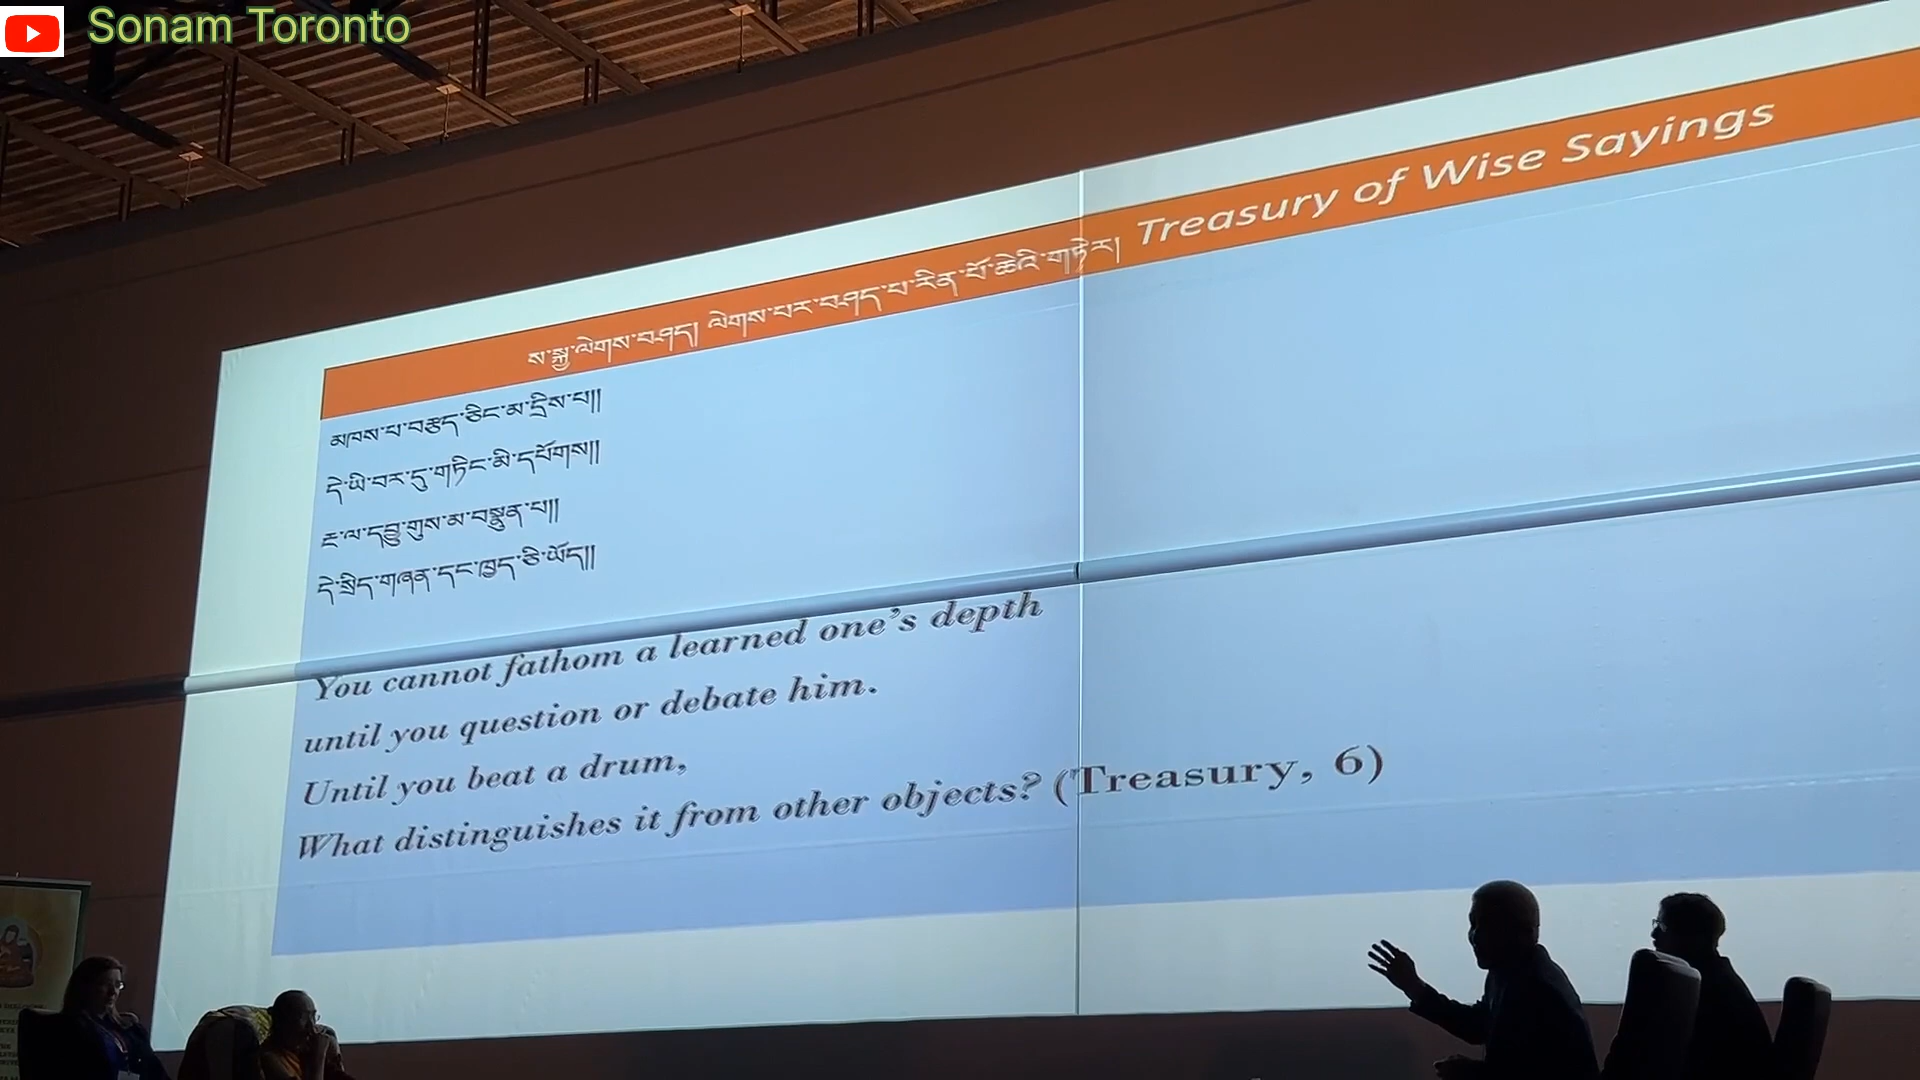 Sonam Toronto
ས་སྐྱ་ལེགས་བཤད། ལེགས་པར་བཤད་པ་རིན་པོ་ཆེའི་གཏེར། Treasury of Wise Sayings
མཁས་པ་བརྩད་ཅིང་མ་དྲིས་པ།།
དེ་ཡི་བར་དུ་གཏིང་མི་དཔོགས།།
རྔ་ལ་དབྱུ་གུས་མ་བསྣུན་པ།།
དེ་སྲིད་གཞན་དང་ཁྱད་ཅི་ཡོད།།
You cannot fathom a learned one’s depth
until you question or debate him.
Until you beat a drum,
What distinguishes it from other objects? (Treasury, 6)